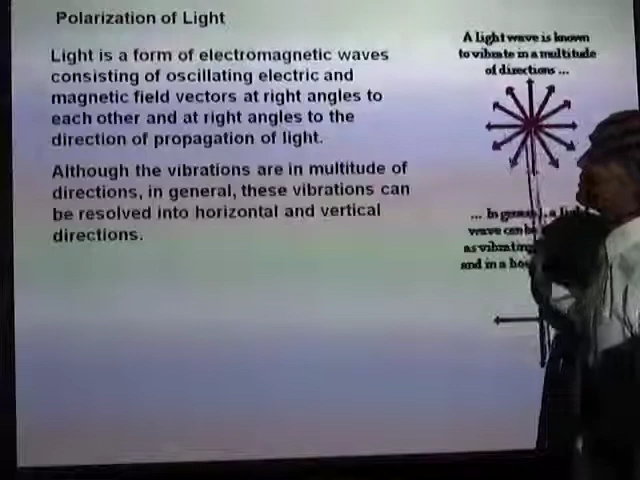 Polarization of Light
Light is a form of electromagnetic waves
consisting of oscillating electric and
magnetic field vectors at right angles to
each other and at right angles to the
direction of propagation of light.
Although the vibrations are in multitude of
directions, in general, these vibrations can
be resolved into horizontal and vertical
directions.
A light wave is known
to vibrate in a multitude
of directions ...
... In general, a light
wave can be
as vibrating
and in a